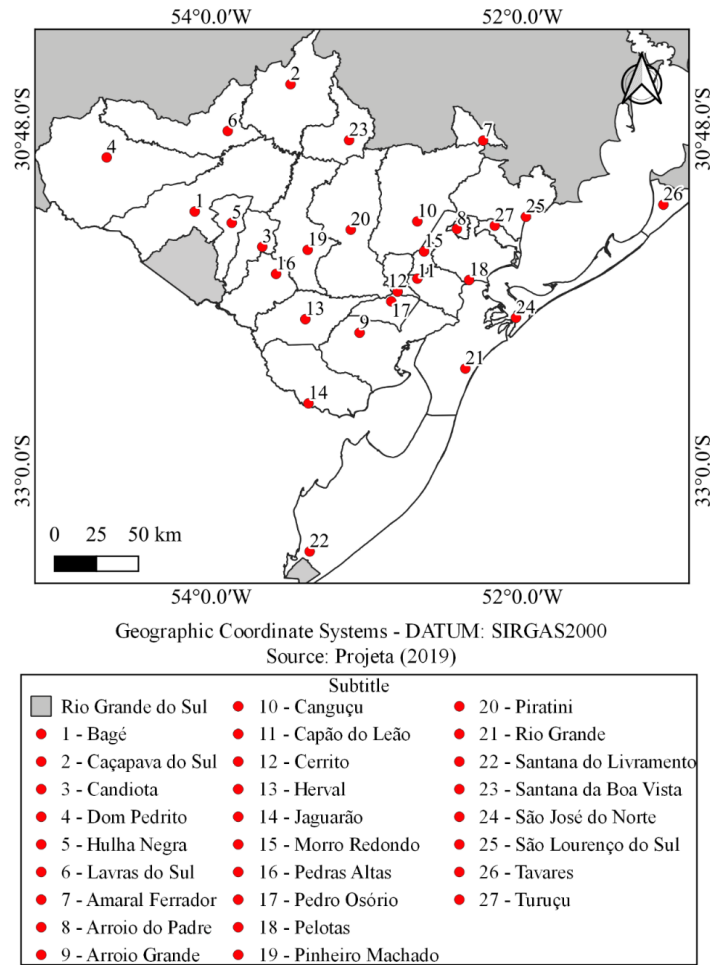 54°0.0'W 52°0.0'W
30°48.0'S 30°48.0'S
2
6
23
7
4
26
1
5
10
8
27
25
20
3
19
15
16
11
18
12
17
13
9
24
21
14
33°0.0'S 33°0.0'S
0 25 50 km
22
54°0.0'W 52°0.0'W
Geographic Coordinate Systems - DATUM: SIRGAS2000
Source: Projeta (2019)
Subtitle
Rio Grande do Sul
1 - Bagé
2 - Caçapava do Sul
3 - Candiota
4 - Dom Pedrito
5 - Hulha Negra
6 - Lavras do Sul
7 - Amaral Ferrador
8 - Arroio do Padre
9 - Arroio Grande
10 - Canguçu
11 - Capão do Leão
12 - Cerrito
13 - Herval
14 - Jaguarão
15 - Morro Redondo
16 - Pedras Altas
17 - Pedro Osório
18 - Pelotas
19 - Pinheiro Machado
20 - Piratini
21 - Rio Grande
22 - Santana do Livramento
23 - Santana da Boa Vista
24 - São José do Norte
25 - São Lourenço do Sul
26 - Tavares
27 - Turuçu